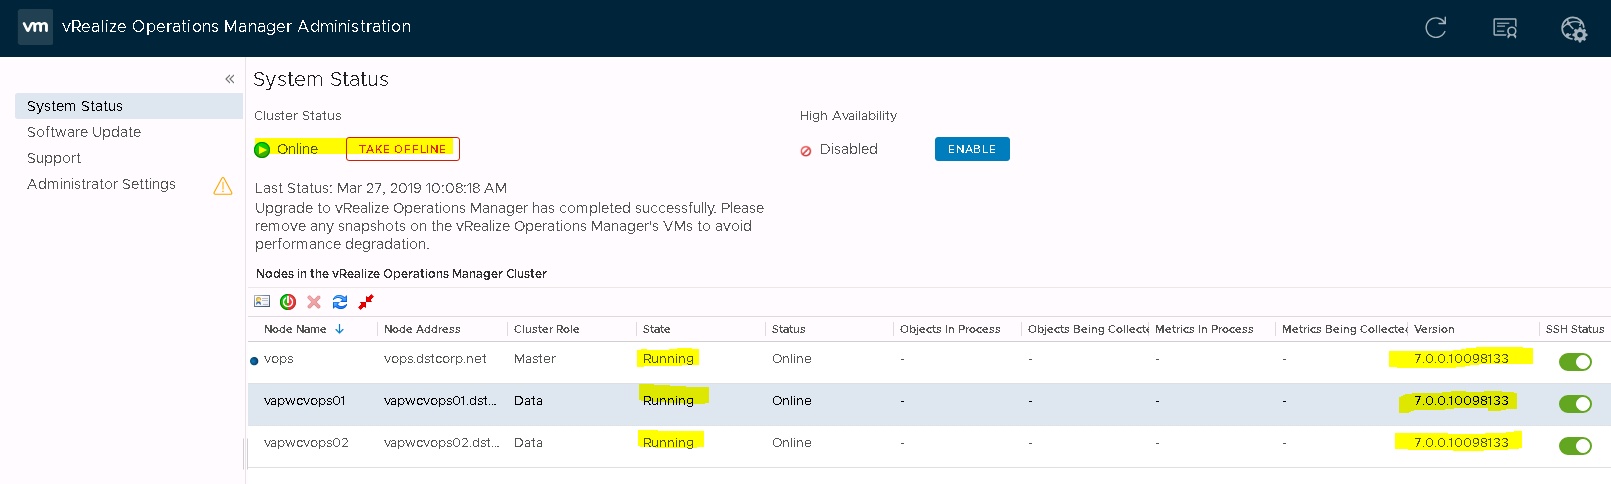 vm vRealize Operations Manager Administration
«
System Status
Software Update
Support
Administrator Settings
System Status
Cluster Status High Availability
Online TAKE OFFLINE Disabled ENABLE
Last Status: Mar 27, 2019 10:08:18 AM
Upgrade to vRealize Operations Manager has completed successfully. Please
remove any snapshots on the vRealize Operations Manager's VMs to avoid
performance degradation.
Nodes in the vRealize Operations Manager Cluster
Node Name Node Address Cluster Role State Status Objects In Process Objects Being Collecte Metrics In Process Metrics Being Collected Version SSH Status
vops vops.dstcorp.net Master Running Online - - - - 7.0.0.10098133
vapwcvops01 vapwcvops01.dst... Data Running Online - - - - 7.0.0.10098133
vapwcvops02 vapwcvops02.dst... Data Running Online - - - - 7.0.0.10098133